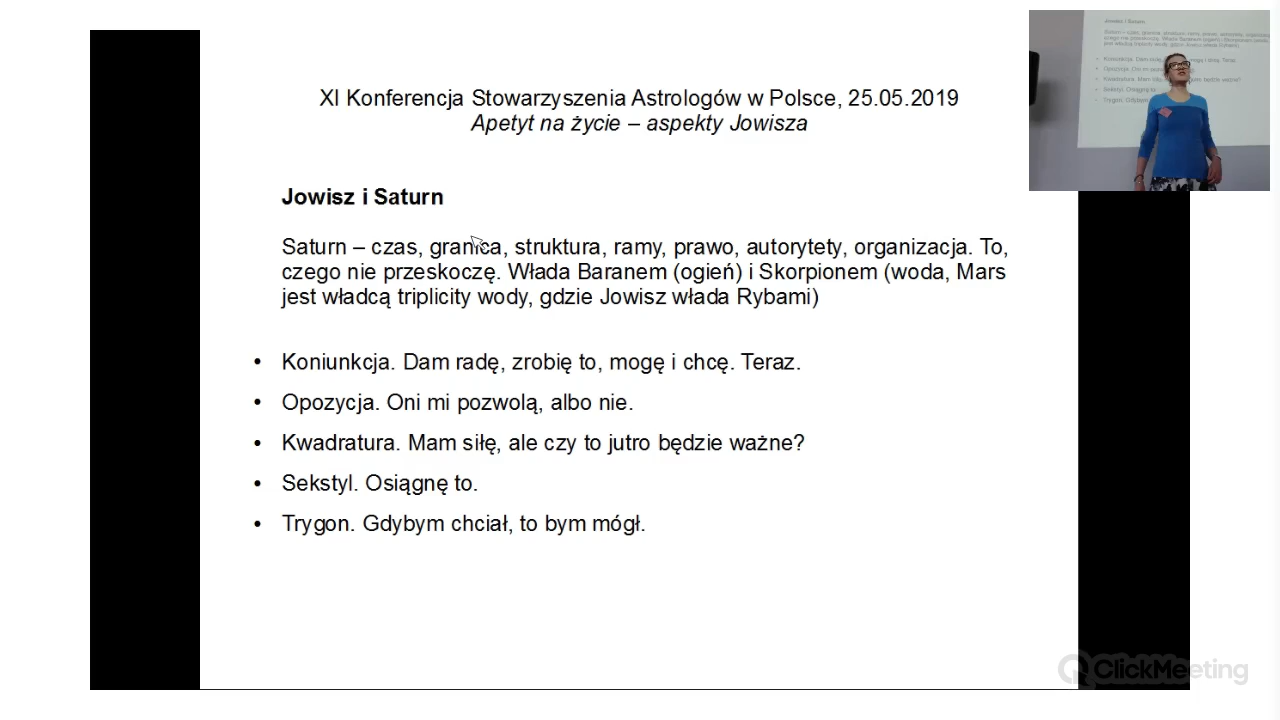 XI Konferencja Stowarzyszenia Astrologów w Polsce, 25.05.2019
Apetyt na życie – aspekty Jowisza
Jowisz i Saturn
Saturn – czas, granica, struktura, ramy, prawo, autorytety, organizacja. To,
czego nie przeskoczę. Włada Baranem (ogień) i Skorpionem (woda, Mars
jest władcą triplicity wody, gdzie Jowisz włada Rybami)
• Koniunkcja. Dam radę, zrobię to, mogę i chcę. Teraz.
• Opozycja. Oni mi pozwolą, albo nie.
• Kwadratura. Mam siłę, ale czy to jutro będzie ważne?
• Sekstyl. Osiągnę to.
• Trygon. Gdybym chciał, to bym mógł.
ClickMeeting